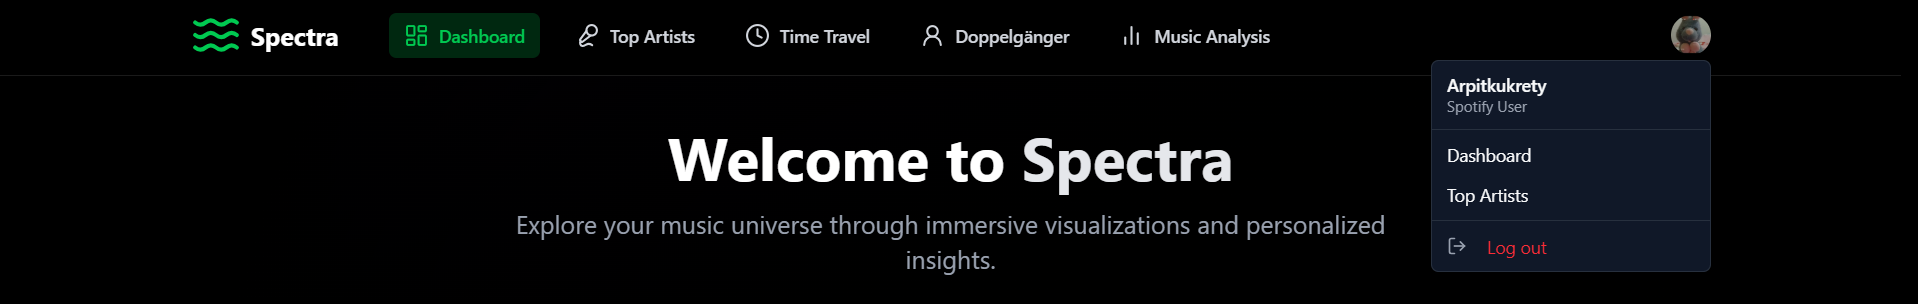 Spectra
Dashboard
Top Artists
Time Travel
Doppelgänger
Music Analysis
Arpitkukrety
Spotify User
Dashboard
Top Artists
Log out
Welcome to Spectra
Explore your music universe through immersive visualizations and personalized
insights.